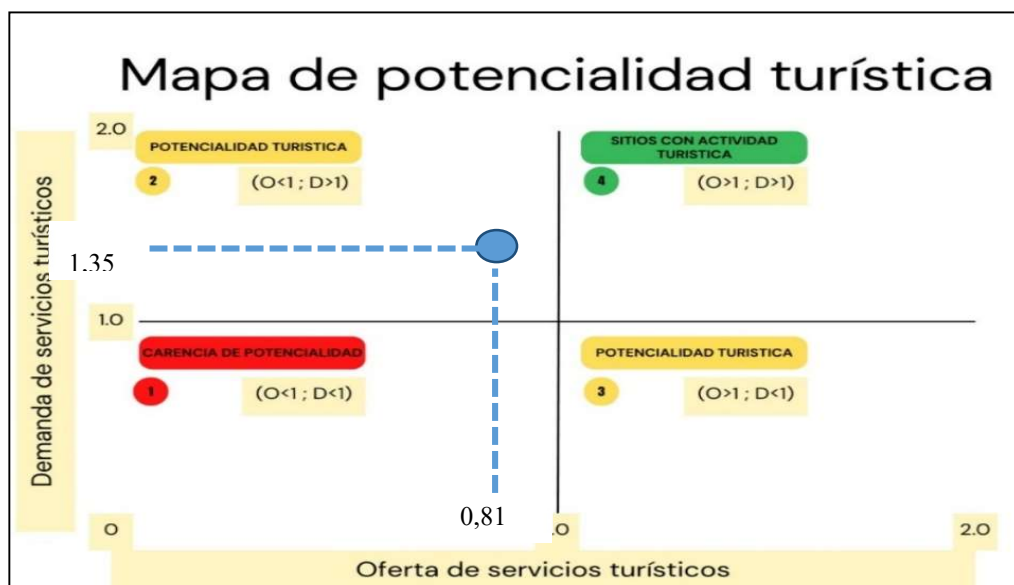 Mapa de potencialidad turística
Demanda de servicios turísticos
2.0
POTENCIALIDAD TURISTICA
2
(O<1 ; D>1)
SITIOS CON ACTIVIDAD
TURISTICA
4
(O>1 ; D>1)
1,35
1.0
CARENCIA DE POTENCIALIDAD
1
(O<1 ; D<1)
POTENCIALIDAD TURISTICA
3
(O>1 ; D<1)
0
0,81
.0
2.0
Oferta de servicios turísticos